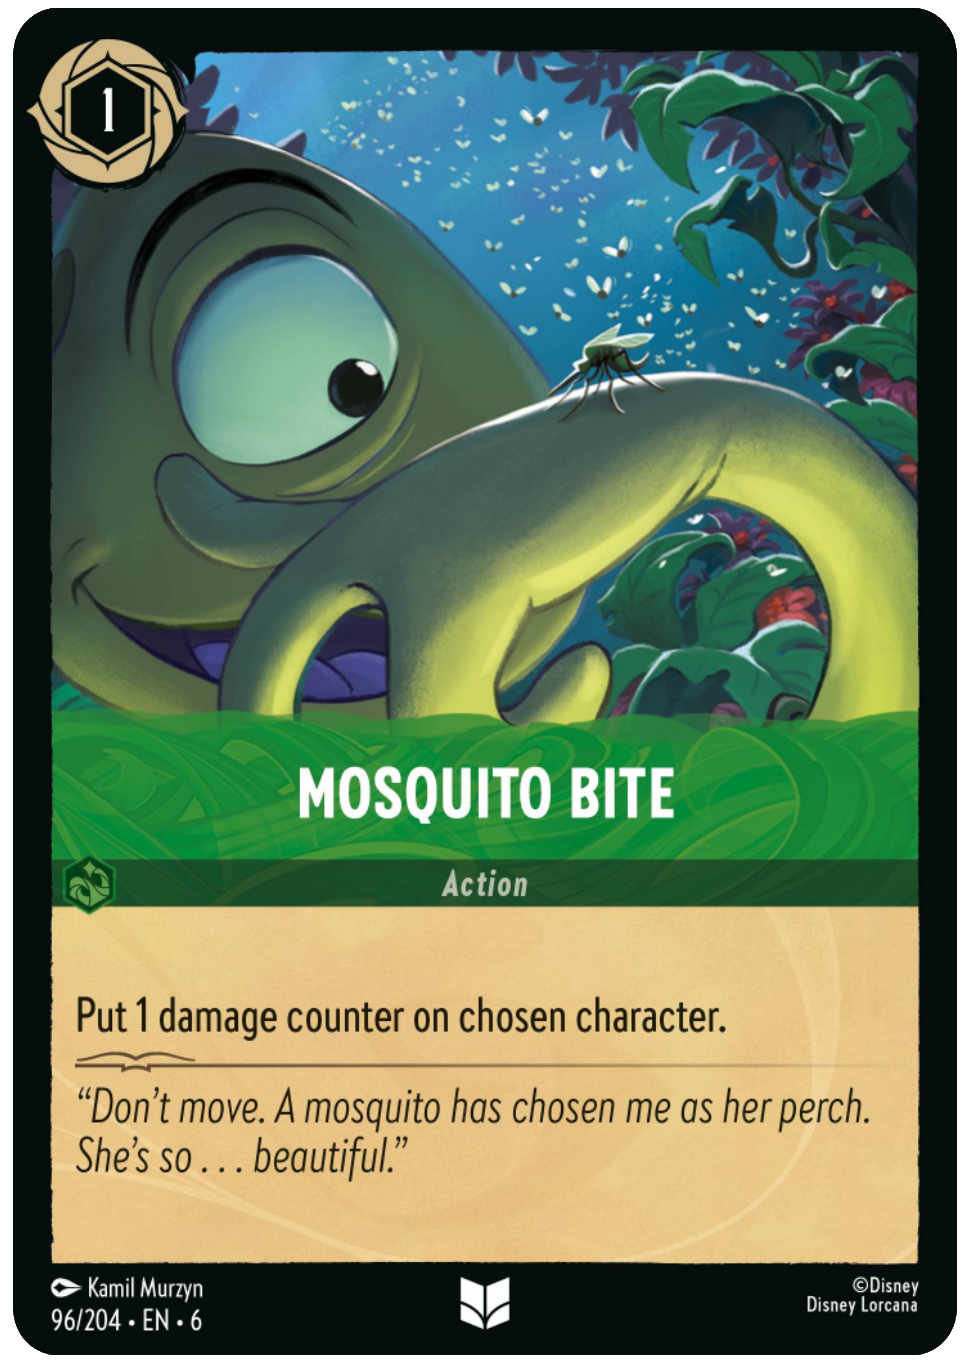 1
MOSQUITO BITE
Action
Put 1 damage counter on chosen character.
“Don’t move. A mosquito has chosen me as her perch.
She’s so . . . beautiful.”
Kamil Murzyn
96/204 • EN • 6
©Disney
Disney Lorcana